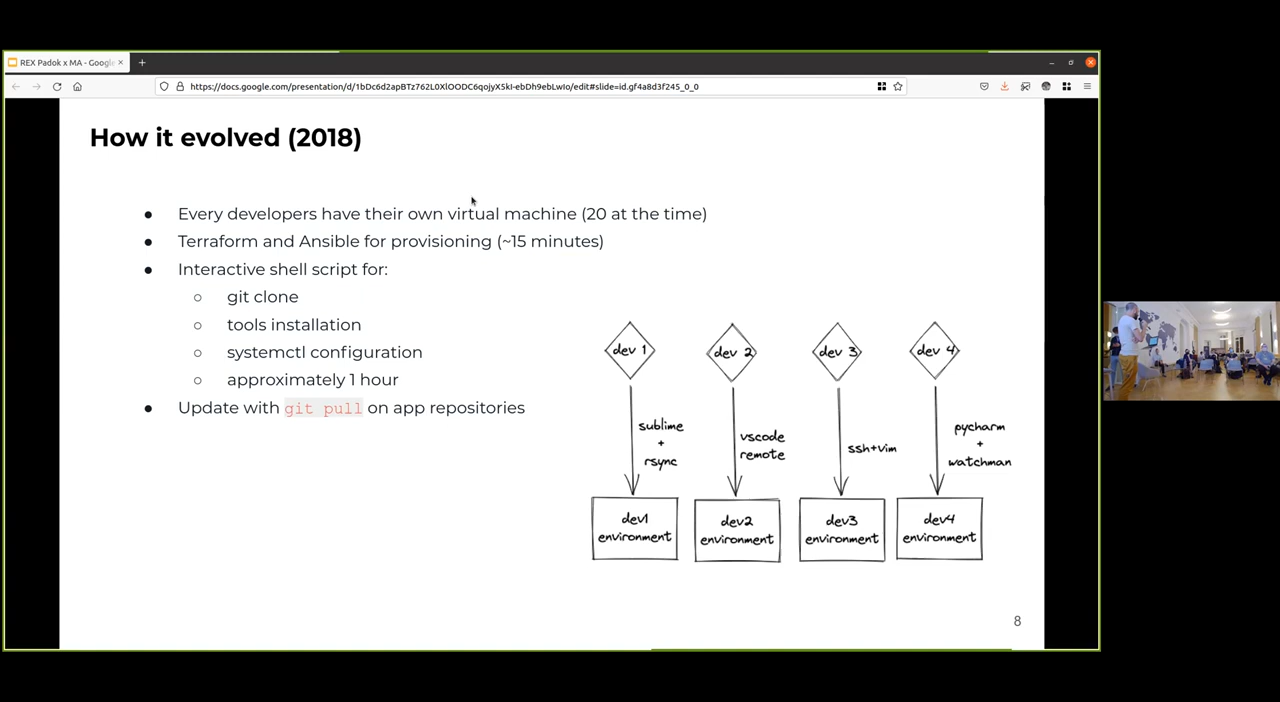 REX Padok x MA - Google
https://docs.google.com/presentation/d/1bDc6d2apBTz762L0XlOODC6qojyX5kI-ebDh9ebLwIo/edit#slide=id.gf4a8d3f245_0_0
How it evolved (2018)
● Every developers have their own virtual machine (20 at the time)
● Terraform and Ansible for provisioning (~15 minutes)
● Interactive shell script for:
○ git clone
○ tools installation
○ systemctl configuration
○ approximately 1 hour
● Update with git pull on app repositories
dev 1
dev 2
dev 3
dev 4
sublime
+
rsync
vscode
remote
ssh+vim
pycharm
+
watchman
dev1
environment
dev2
environment
dev3
environment
dev4
environment
8